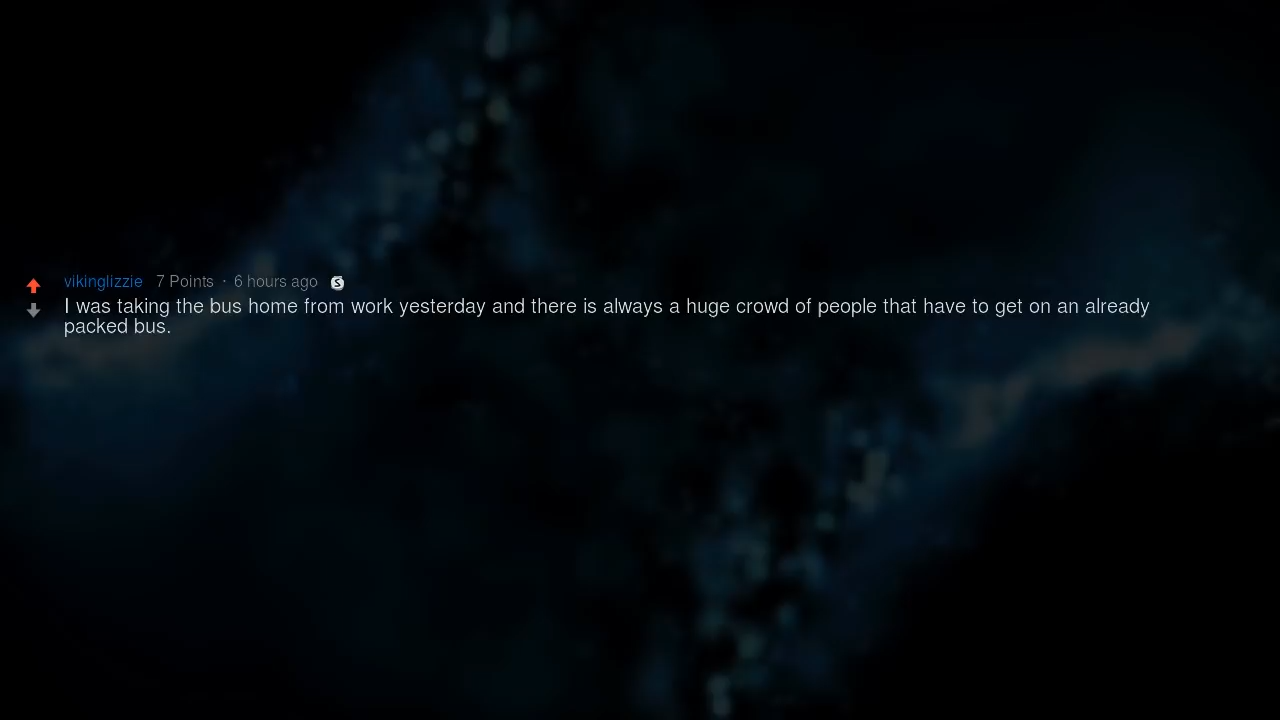 vikinglizzie 7 Points · 6 hours ago
I was taking the bus home from work yesterday and there is always a huge crowd of people that have to get on an already
packed bus.